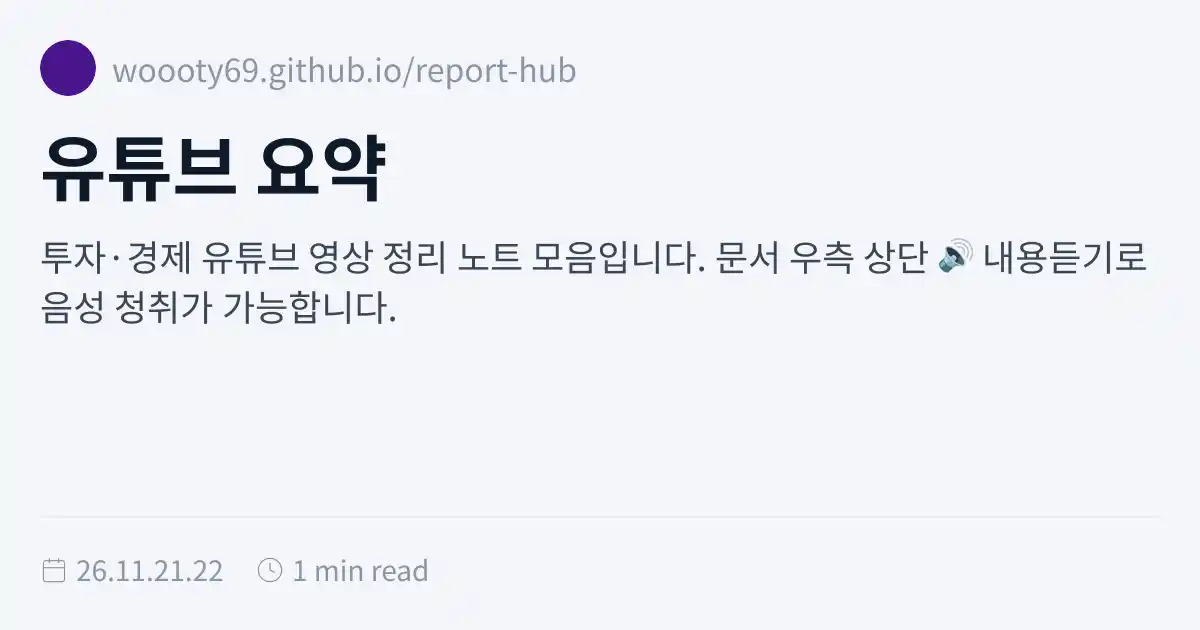 woooty69.github.io/report-hub
유튜브 요약
투자·경제 유튜브 영상 정리 노트 모음입니다. 문서 우측 상단 🔊 내용듣기로
음성 청취가 가능합니다.
26.11.21.22 1 min read